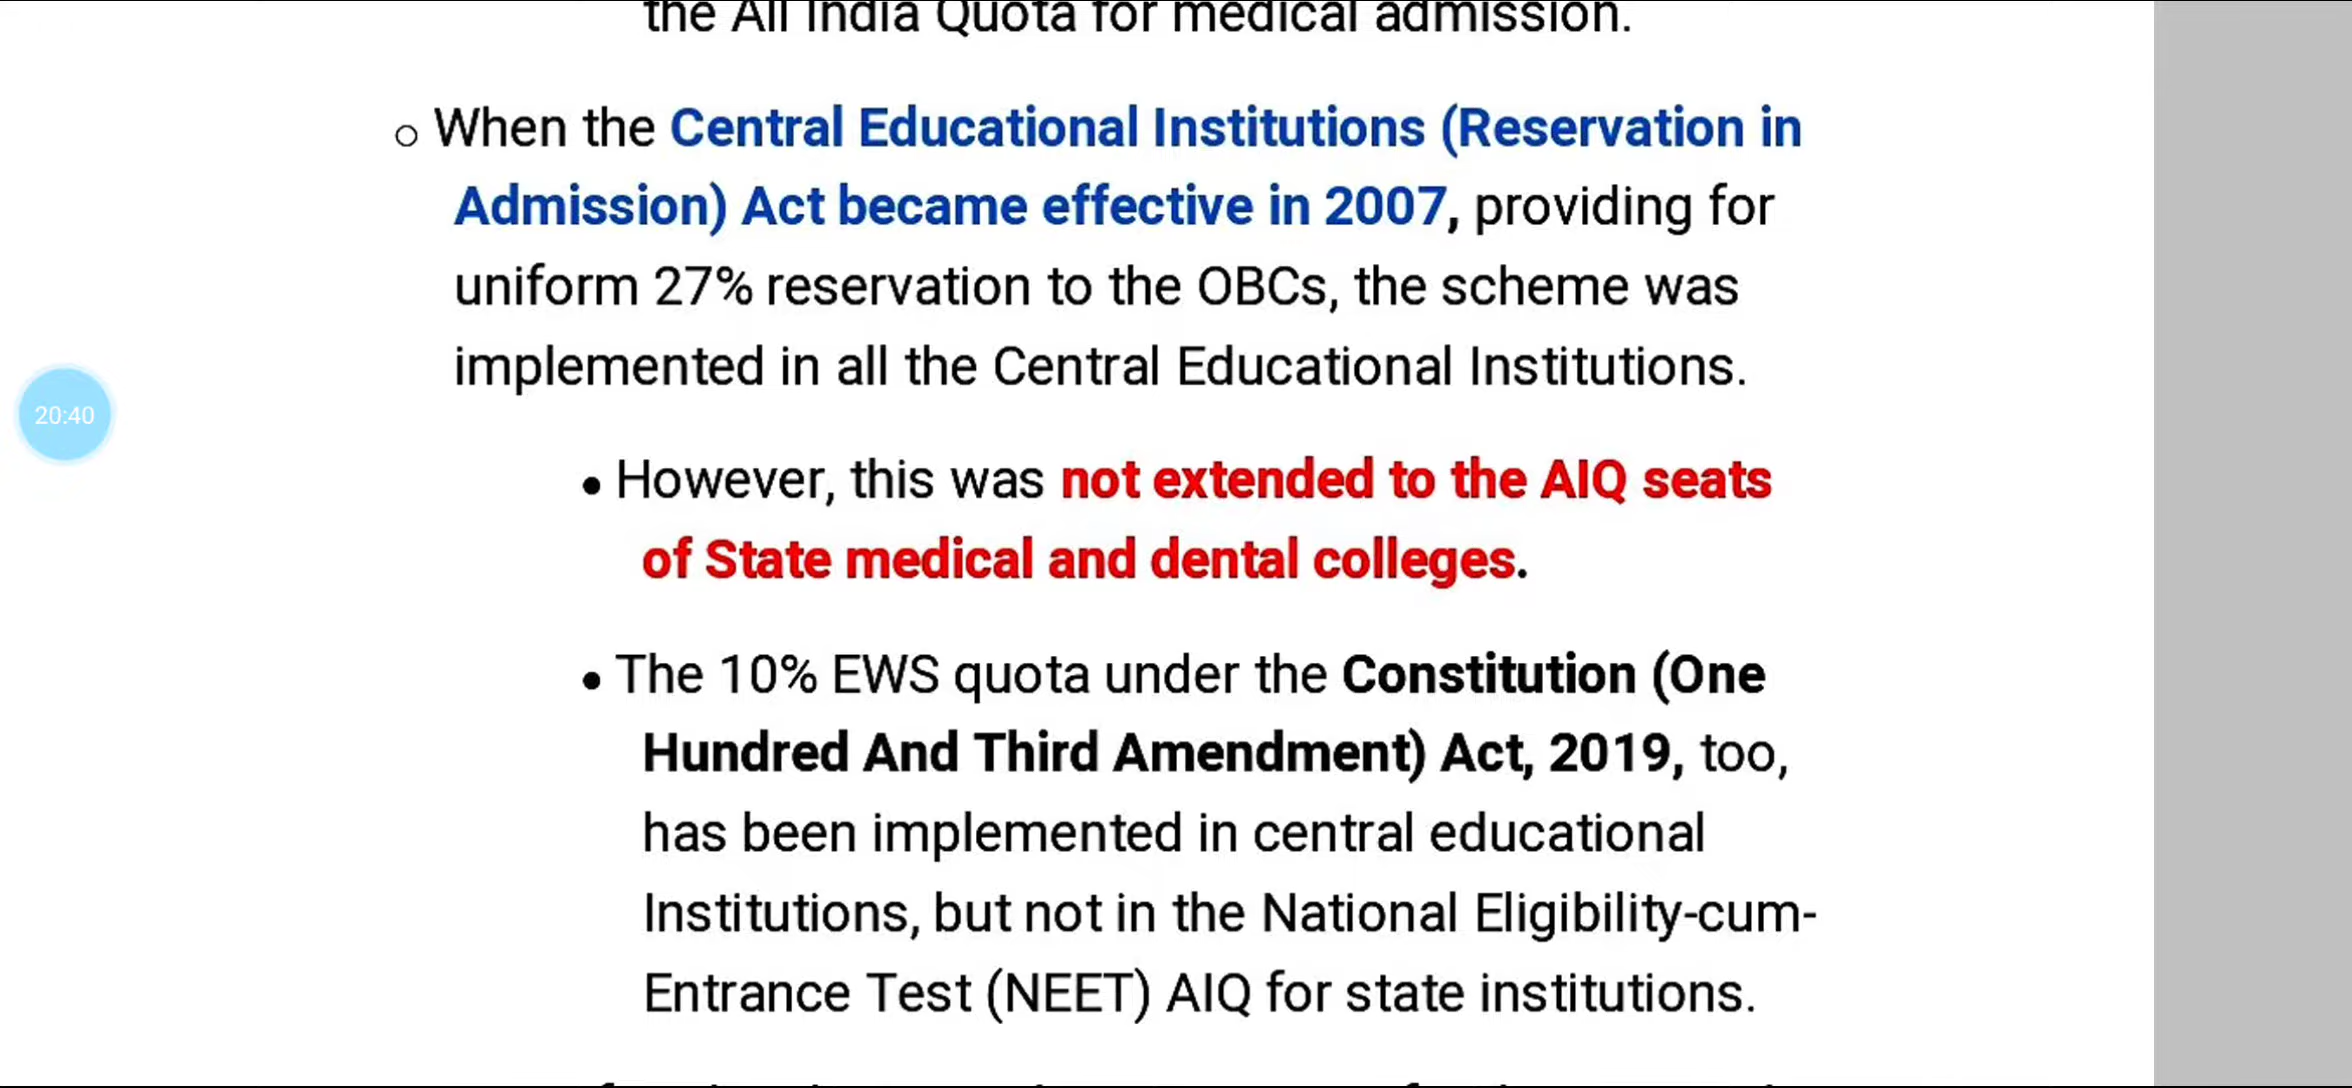 the All India Quota for medical admission.
○ When the Central Educational Institutions (Reservation in
Admission) Act became effective in 2007, providing for
uniform 27% reservation to the OBCs, the scheme was
implemented in all the Central Educational Institutions.
20:40
• However, this was not extended to the AIQ seats
of State medical and dental colleges.
• The 10% EWS quota under the Constitution (One
Hundred And Third Amendment) Act, 2019, too,
has been implemented in central educational
Institutions, but not in the National Eligibility-cum-
Entrance Test (NEET) AIQ for state institutions.